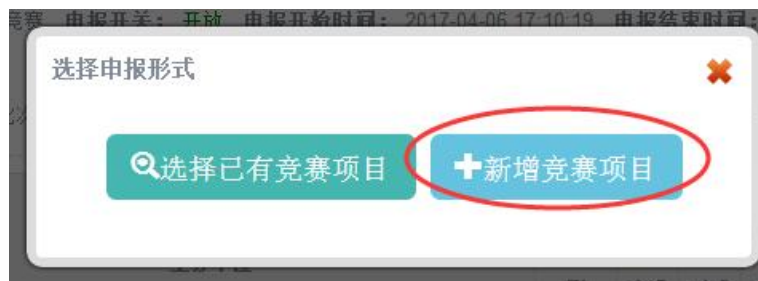 竞赛 申报开关： 开放 申报开始时间： 2017-04-06 17:10:19 申报结束时间：
选择申报形式
选择已有竞赛项目
新增竞赛项目